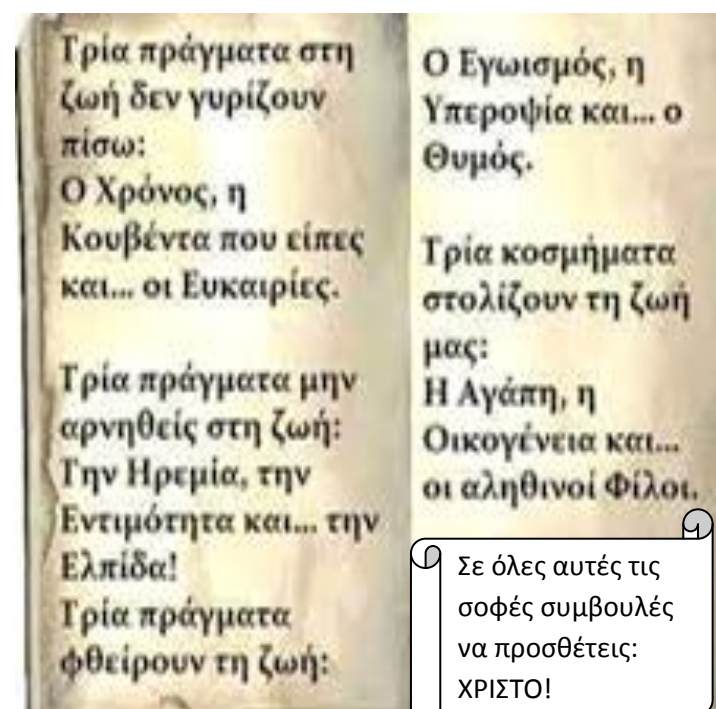 Τρία πράγματα στη
ζωή δεν γυρίζουν
πίσω:
Ο Χρόνος, η
Κουβέντα που είπες
και... οι Ευκαιρίες.
Τρία πράγματα μην
αρνηθείς στη ζωή:
Την Ηρεμία, την
Εντιμότητα και... την
Ελπίδα!
Τρία πράγματα
φθείρουν τη ζωή:
Ο Εγωισμός, η
Υπεροψία και... ο
Θυμός.
Τρία κοσμήματα
στολίζουν τη ζωή
μας:
Η Αγάπη, η
Οικογένεια και...
οι αληθινοί Φίλοι.
Σε όλες αυτές τις
σοφές συμβουλές
να προσθέτεις:
ΧΡΙΣΤΟ!